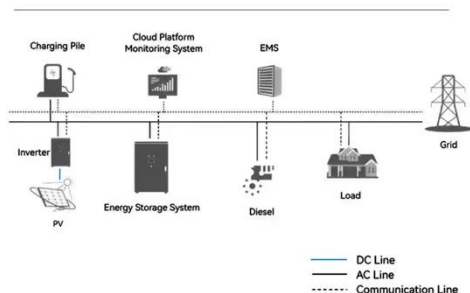 Charging Pile
Cloud Platform
Monitoring System
EMS
Inverter
PV
Energy Storage System
Diesel
Load
Grid
DC Line
AC Line
Communication Line